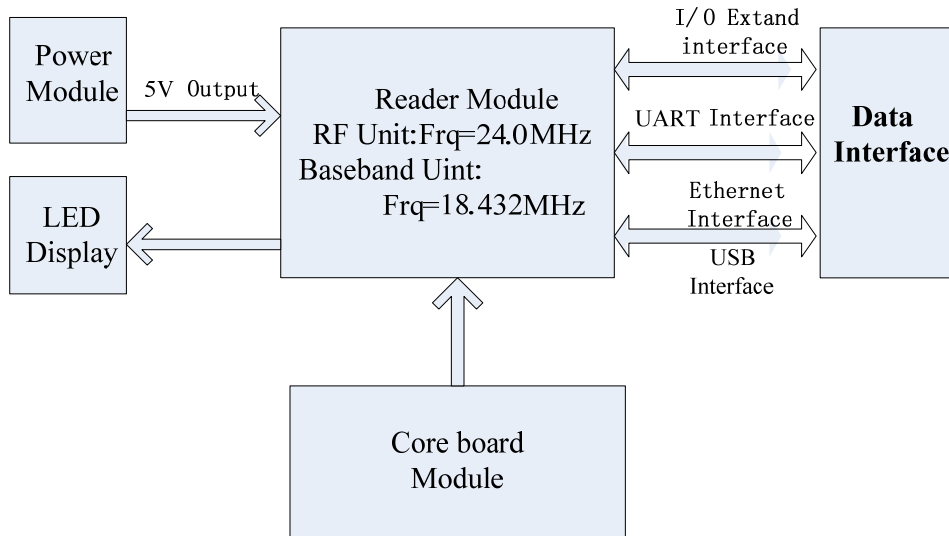 Power
Module
5V Output
LED
Display
Reader Module
RF Unit:Frq=24.0MHz
Baseband Uint:
Frq=18.432MHz
I/O Extand
interface
UART Interface
Ethernet
Interface
USB
Interface
Data
Interface
Core board
Module